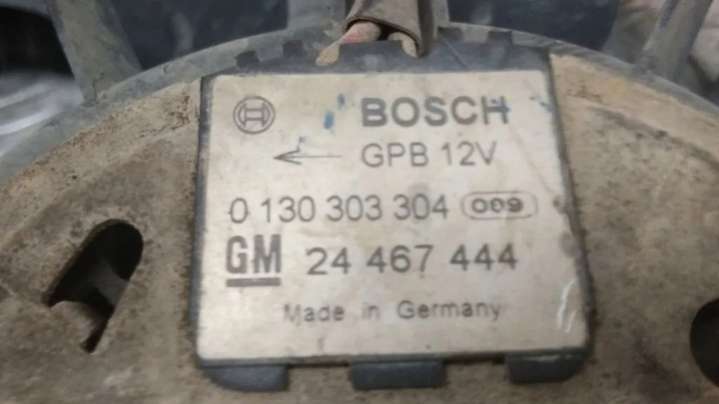 BOSCH
GPB 12V
0 130 303 304 009
GM 24 467 444
Made in Germany